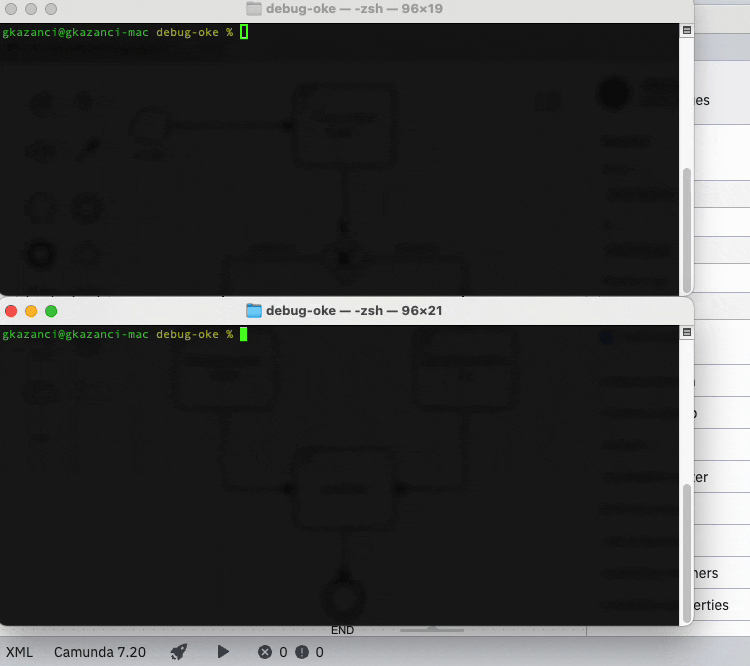 debug-oke — -zsh — 96×19
gkazanci@gkazanci-mac debug-oke %
es
debug-oke — -zsh — 96×21
gkazanci@gkazanci-mac debug-oke %
ter
ners
erties
END
XML Camunda 7.20 0 0